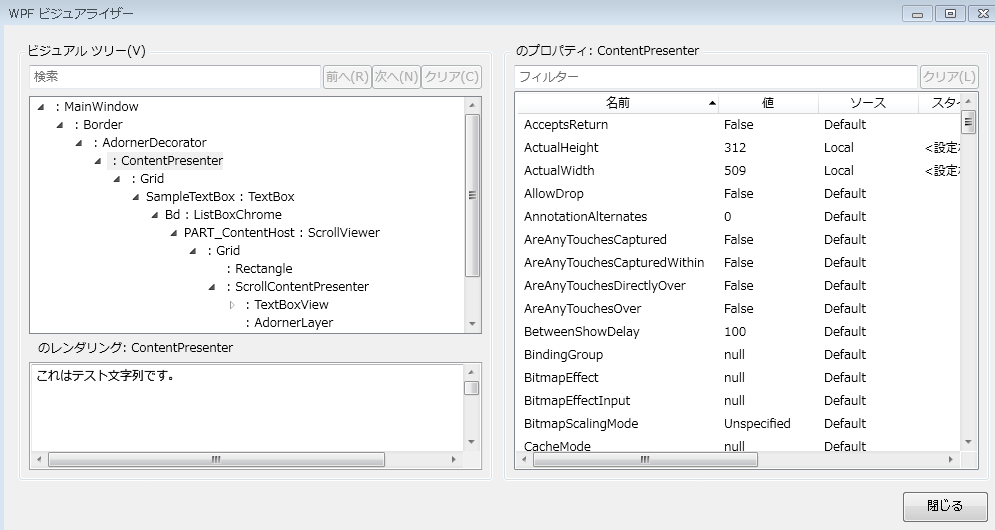 WPF ビジュアライザー
ビジュアル ツリー(V)
検索 前へ(R) 次へ(N) クリア(C)
: MainWindow
: Border
: AdornerDecorator
: ContentPresenter
: Grid
SampleTextBox : TextBox
Bd : ListBoxChrome
PART_ContentHost : ScrollViewer
: Grid
: Rectangle
: ScrollContentPresenter
: TextBoxView
: AdornerLayer
のレンダリング: ContentPresenter
これはテスト文字列です。
のプロパティ: ContentPresenter
フィルター クリア(L)
名前 値 ソース スタイ
AcceptsReturn False Default
ActualHeight 312 Local <設定
ActualWidth 509 Local <設定
AllowDrop False Default
AnnotationAlternates 0 Default
AreAnyTouchesCaptured False Default
AreAnyTouchesCapturedWithin False Default
AreAnyTouchesDirectlyOver False Default
AreAnyTouchesOver False Default
BetweenShowDelay 100 Default
BindingGroup null Default
BitmapEffect null Default
BitmapEffectInput null Default
BitmapScalingMode Unspecified Default
CacheMode null Default
閉じる